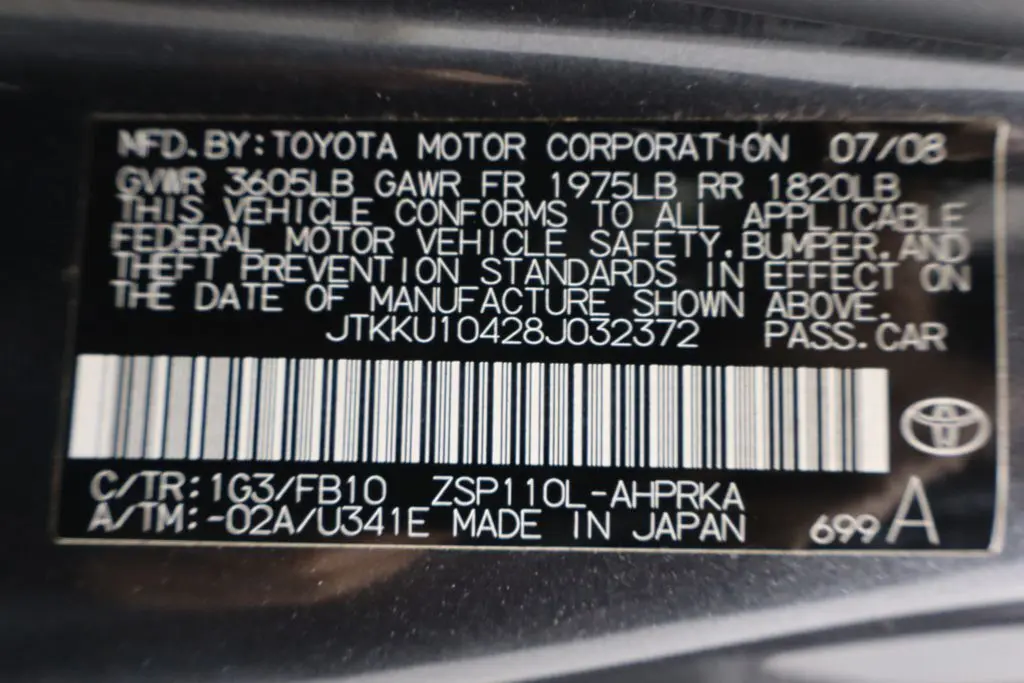 MFD.BY:TOYOTA MOTOR CORPORATION 07/08
GVWR 3605LB GAWR FR 1975LB RR 1820LB
THIS VEHICLE CONFORMS TO ALL APPLICABLE
FEDERAL MOTOR VEHICLE SAFETY.BUMPER.AND
THEFT PREVENTION STANDARDS IN EFFECT ON
THE DATE OF MANUFACTURE SHOWN ABOVE.
JTKKU10428J032372 PASS.CAR
C/TR:1G3/FB10 ZSP110L-AHPRKA
A/TM:-02A/U341E MADE IN JAPAN 699 A